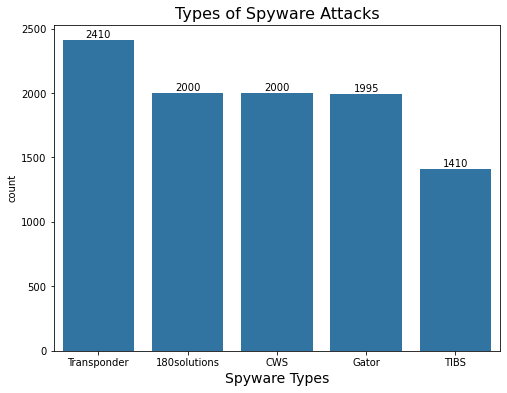 Types of Spyware Attacks
2500
2000
1500
1000
500
0
count
2410
2000
2000
1995
1410
Transponder
180solutions
CWS
Gator
TIBS
Spyware Types